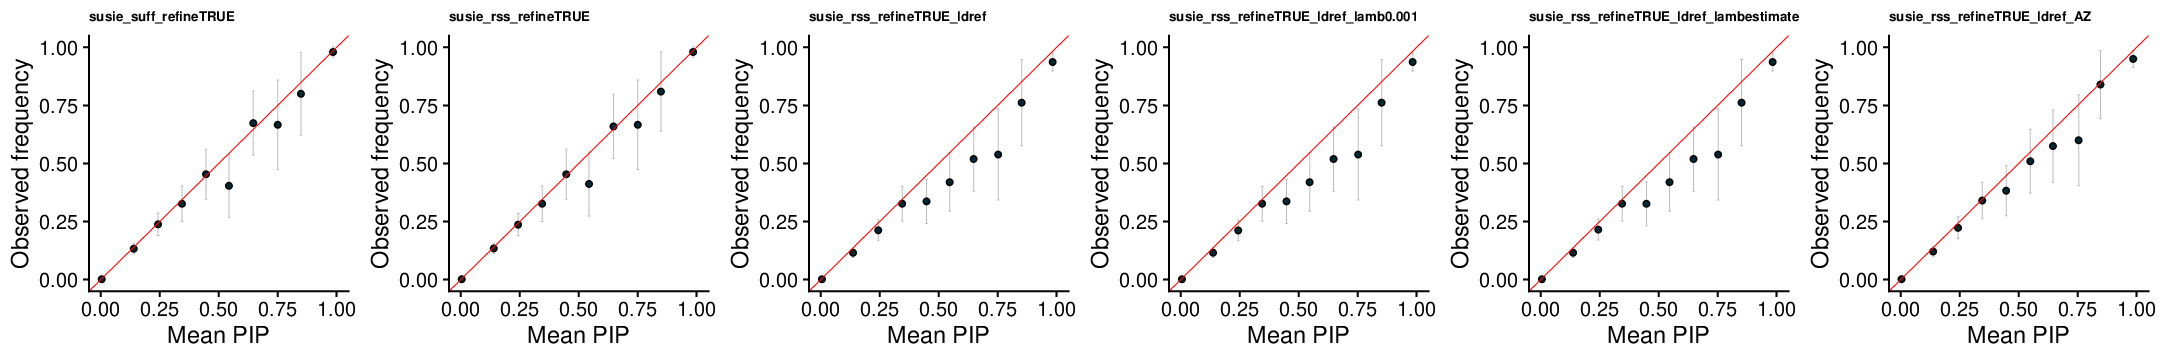 susie_suff_refineTRUE
1.00
0.75
0.50
0.25
0.00
Observed frequency
0.00 0.25 0.50 0.75 1.00
Mean PIP
susie_rss_refineTRUE
1.00
0.75
0.50
0.25
0.00
Observed frequency
0.00 0.25 0.50 0.75 1.00
Mean PIP
susie_rss_refineTRUE_ldref
1.00
0.75
0.50
0.25
0.00
Observed frequency
0.00 0.25 0.50 0.75 1.00
Mean PIP
susie_rss_refineTRUE_ldref_lamb0.001
1.00
0.75
0.50
0.25
0.00
Observed frequency
0.00 0.25 0.50 0.75 1.00
Mean PIP
susie_rss_refineTRUE_ldref_lambestimate
1.00
0.75
0.50
0.25
0.00
Observed frequency
0.00 0.25 0.50 0.75 1.00
Mean PIP
susie_rss_refineTRUE_ldref_AZ
1.00
0.75
0.50
0.25
0.00
Observed frequency
0.00 0.25 0.50 0.75 1.00
Mean PIP